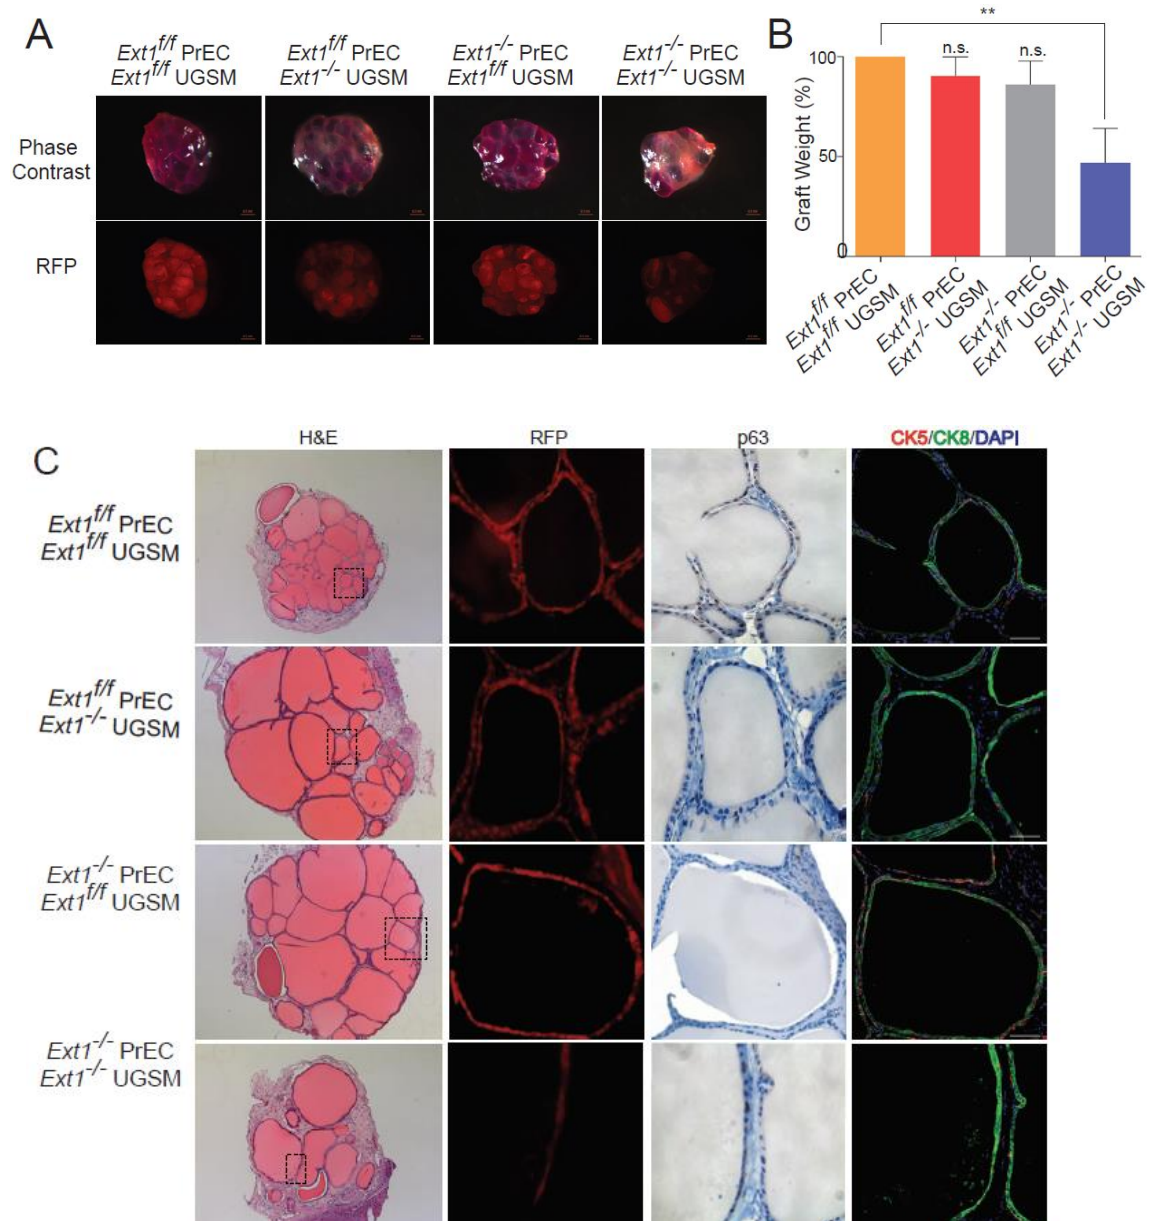 A
Ext1f/f PrEC
Ext1f/f UGSM
Ext1f/f PrEC
Ext1-/- UGSM
Ext1-/- PrEC
Ext1f/f UGSM
Ext1-/- PrEC
Ext1-/- UGSM
Phase
Contrast
RFP
B
**
n.s.
n.s.
Graft Weight (%)
100
50
0
Ext1f/f PrEC
Ext1f/f UGSM
Ext1f/f PrEC
Ext1-/- UGSM
Ext1-/- PrEC
Ext1f/f UGSM
Ext1-/- PrEC
Ext1-/- UGSM
C
H&E
RFP
p63
CK5/CK8/DAPI
Ext1f/f PrEC
Ext1f/f UGSM
Ext1f/f PrEC
Ext1-/- UGSM
Ext1-/- PrEC
Ext1f/f UGSM
Ext1-/- PrEC
Ext1-/- UGSM